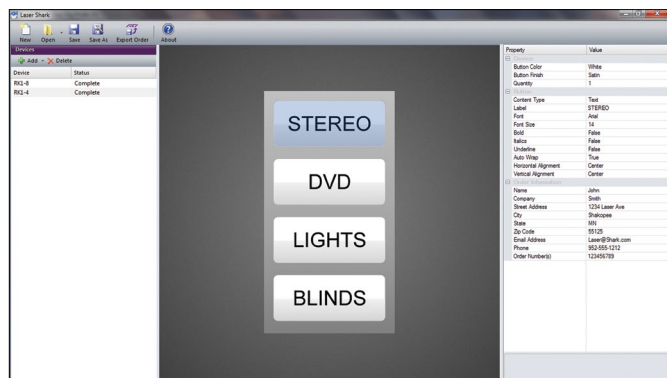 Laser Shark
New Open Save Save As Export Order About
Devices
Add Delete
Device Status
RK1-8 Complete
RK1-4 Complete
STEREO
DVD
LIGHTS
BLINDS
Property Value
Button Color White
Button Finish Satin
Quantity 1
Content Type Text
Label STEREO
Font Arial
Font Size 14
Bold False
Italics False
Underline False
Auto Wrap True
Horizontal Alignment Center
Vertical Alignment Center
Order Information
Name John
Company Smith
Street Address 1234 Laser Ave
City Shakopee
State MN
Zip Code 55125
Email Address Laser@Shark.com
Phone 952-555-1212
Order Number(s) 123456789